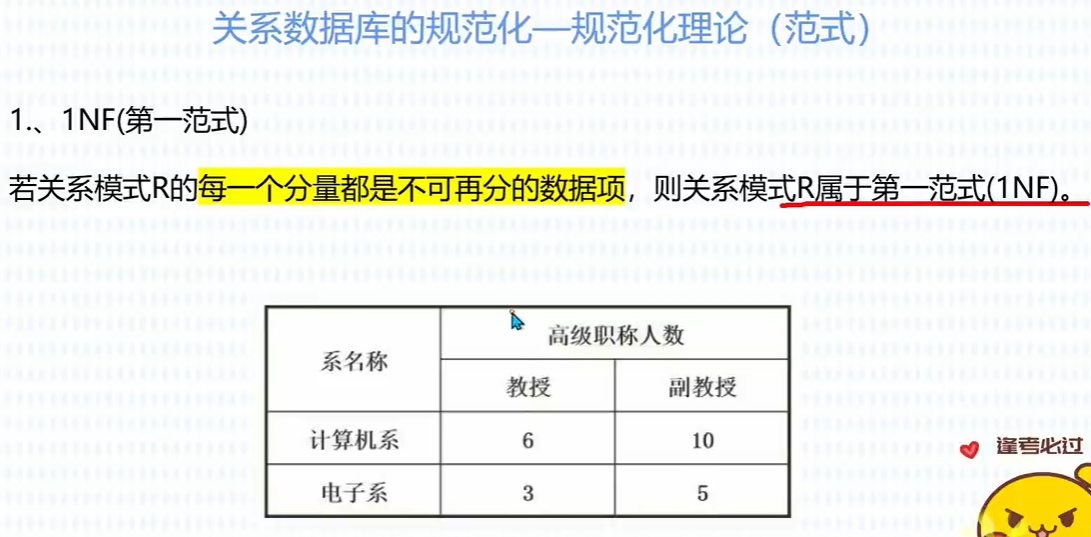 关系数据库的规范化—规范化理论（范式）
1.、1NF(第一范式)
若关系模式R的每一个分量都是不可再分的数据项，则关系模式R属于第一范式(1NF)。
系名称
高级职称人数
教授
副教授
计算机系
6
10
电子系
3
5
逢考必过